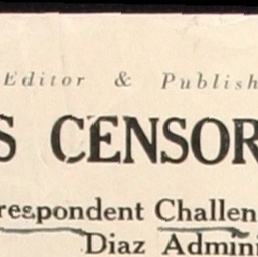 Editor & Publish
S CENSOR
respondent Challen
Diaz Admini